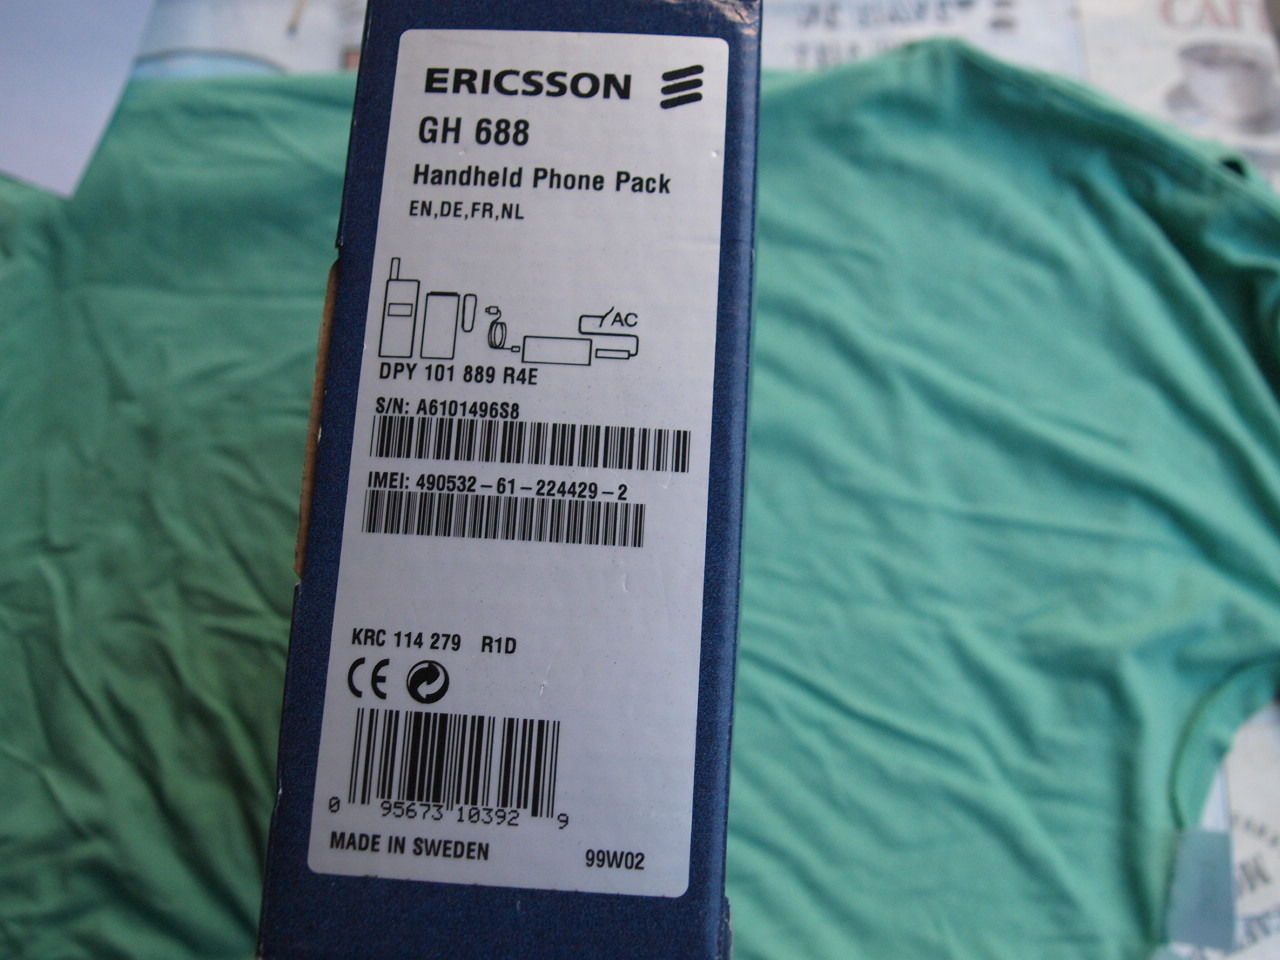 CAF
ERICSSON
GH 688
Handheld Phone Pack
EN,DE,FR,NL
AC
DPY 101 889 R4E
S/N: A6101496S8
IMEI: 490532-61-224429-2
KRC 114 279 R1D
CE
0 95673 10392 9
MADE IN SWEDEN 99W02